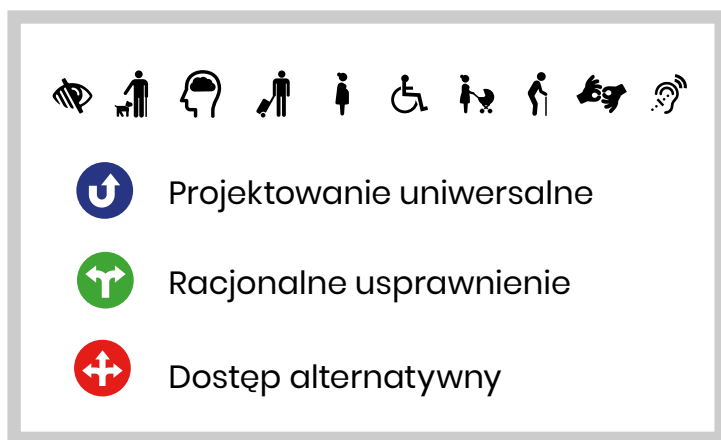 Projektowanie uniwersalne
Racjonalne usprawnienie
Dostęp alternatywny